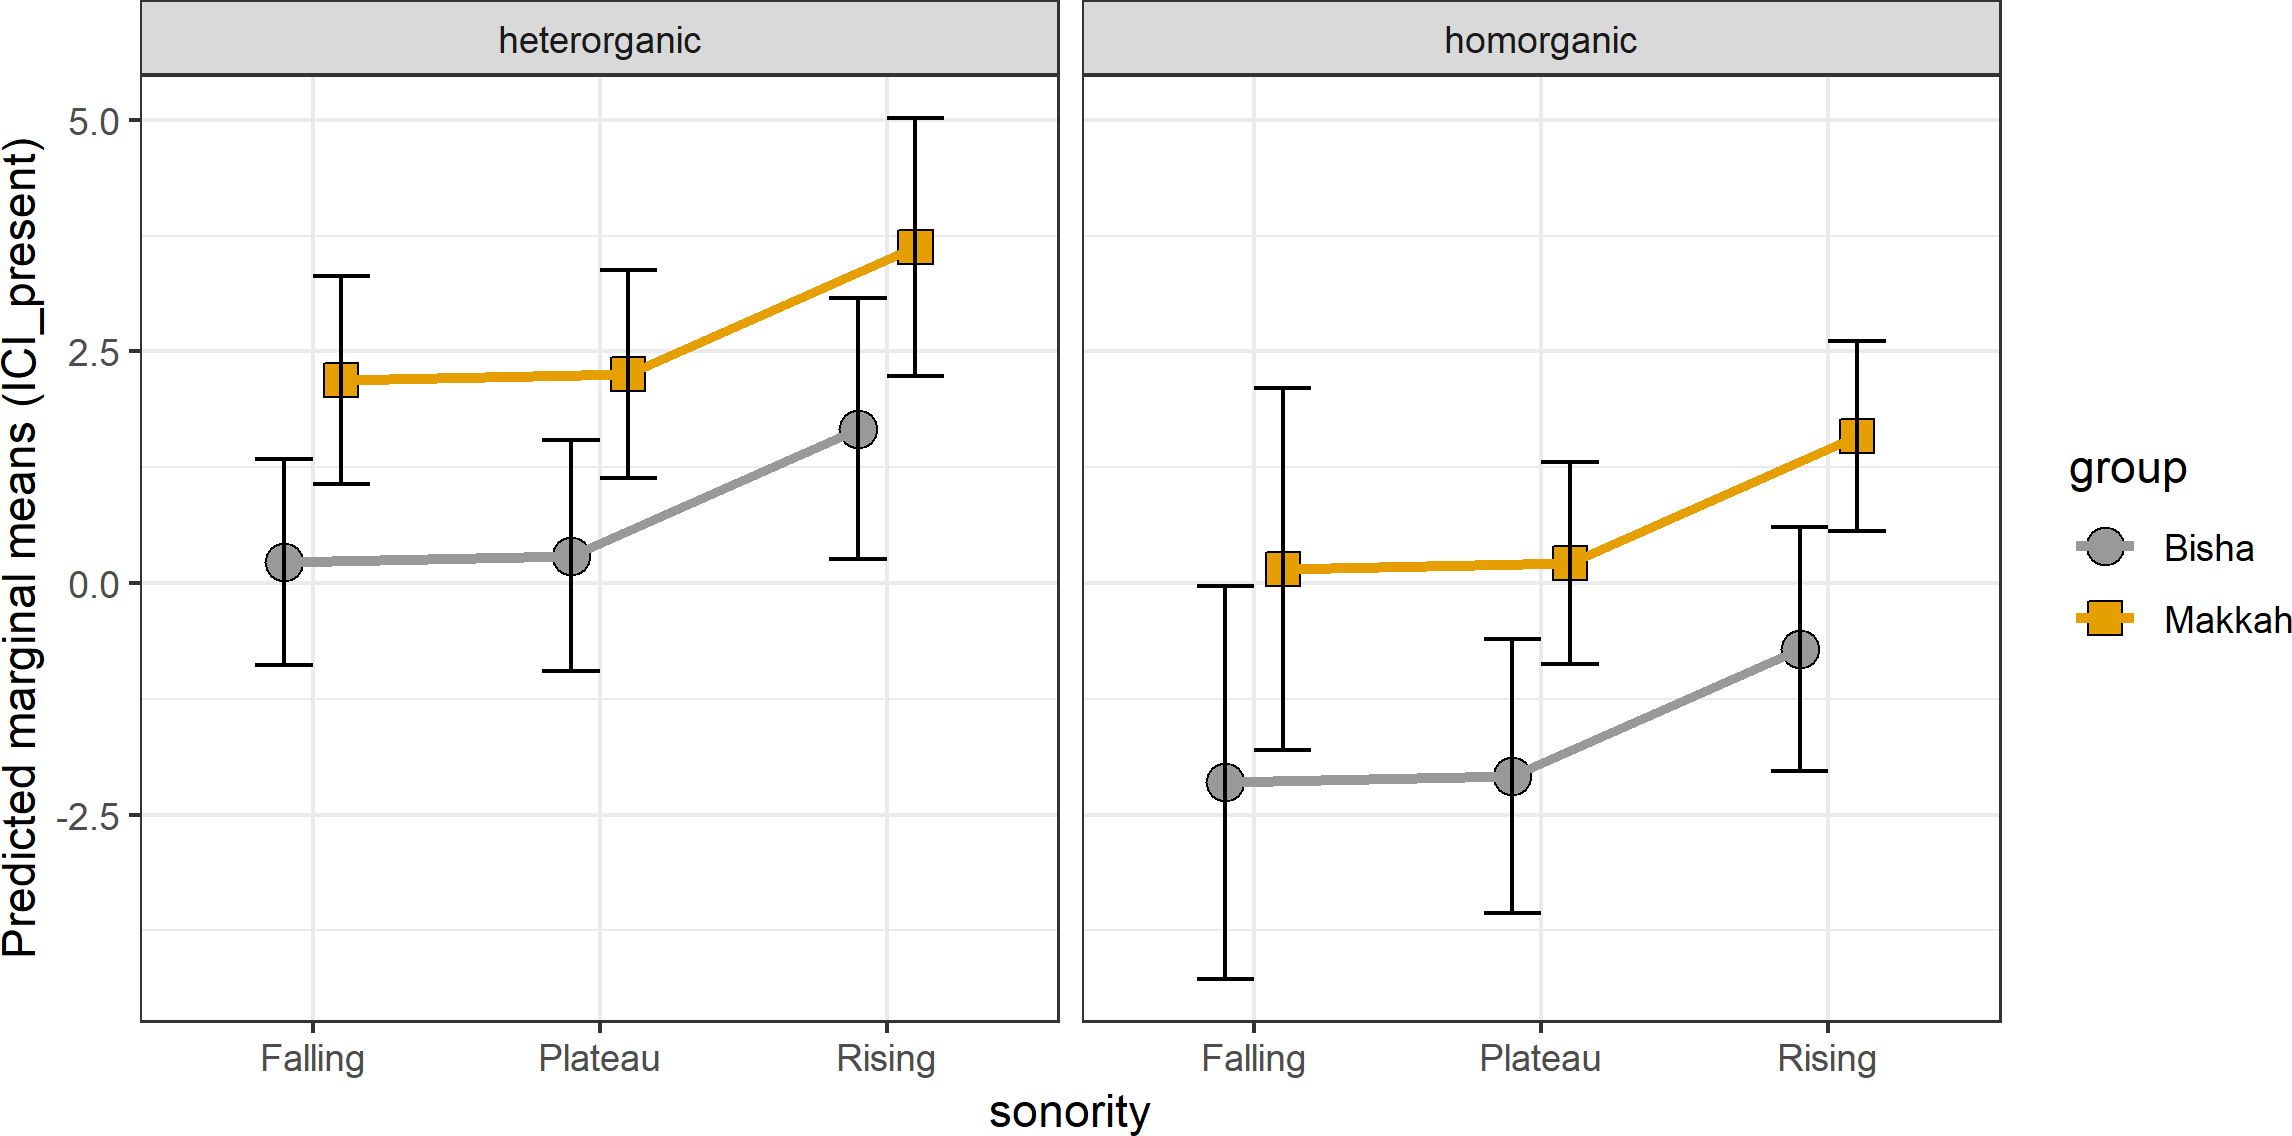 heterorganic
homorganic
Predicted marginal means (ICI_present)
5.0
2.5
0.0
-2.5
Falling
Plateau
Rising
Falling
Plateau
Rising
sonority
group
Bisha
Makkah